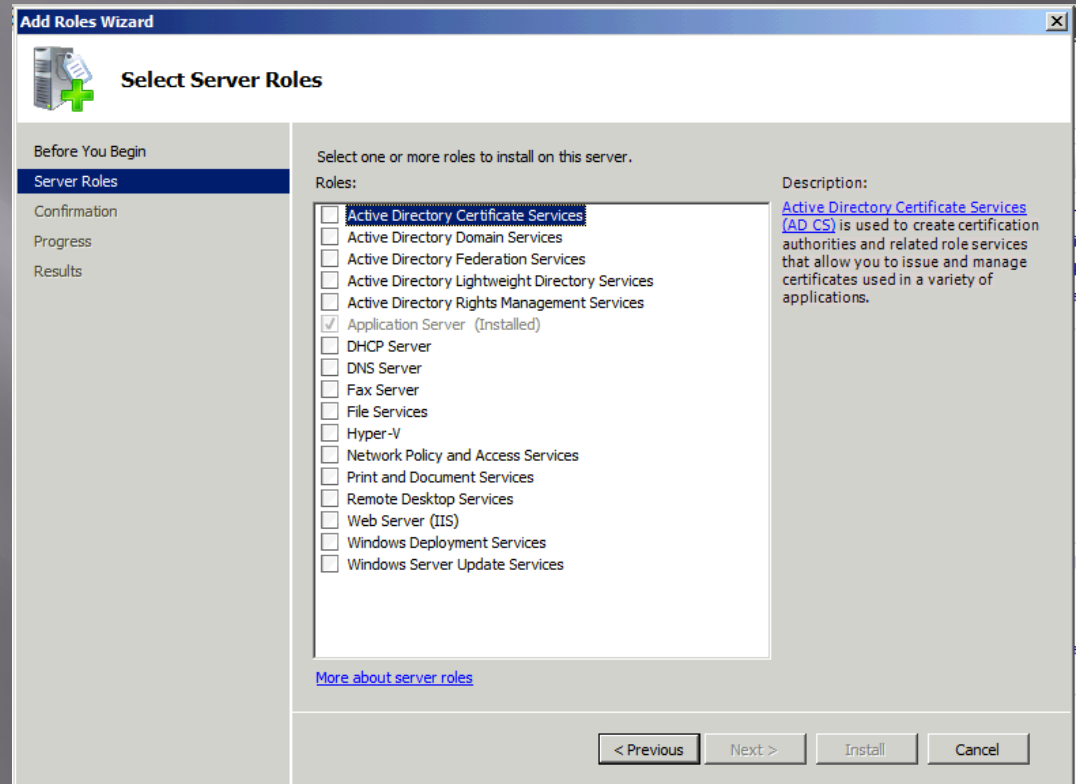 Add Roles Wizard
Select Server Roles
Before You Begin
Server Roles
Confirmation
Progress
Results
Select one or more roles to install on this server.
Roles:
Active Directory Certificate Services
Active Directory Domain Services
Active Directory Federation Services
Active Directory Lightweight Directory Services
Active Directory Rights Management Services
Application Server (Installed)
DHCP Server
DNS Server
Fax Server
File Services
Hyper-V
Network Policy and Access Services
Print and Document Services
Remote Desktop Services
Web Server (IIS)
Windows Deployment Services
Windows Server Update Services
More about server roles
Description:
Active Directory Certificate Services
(AD CS) is used to create certification
authorities and related role services
that allow you to issue and manage
certificates used in a variety of
applications.
< Previous
Next >
Install
Cancel